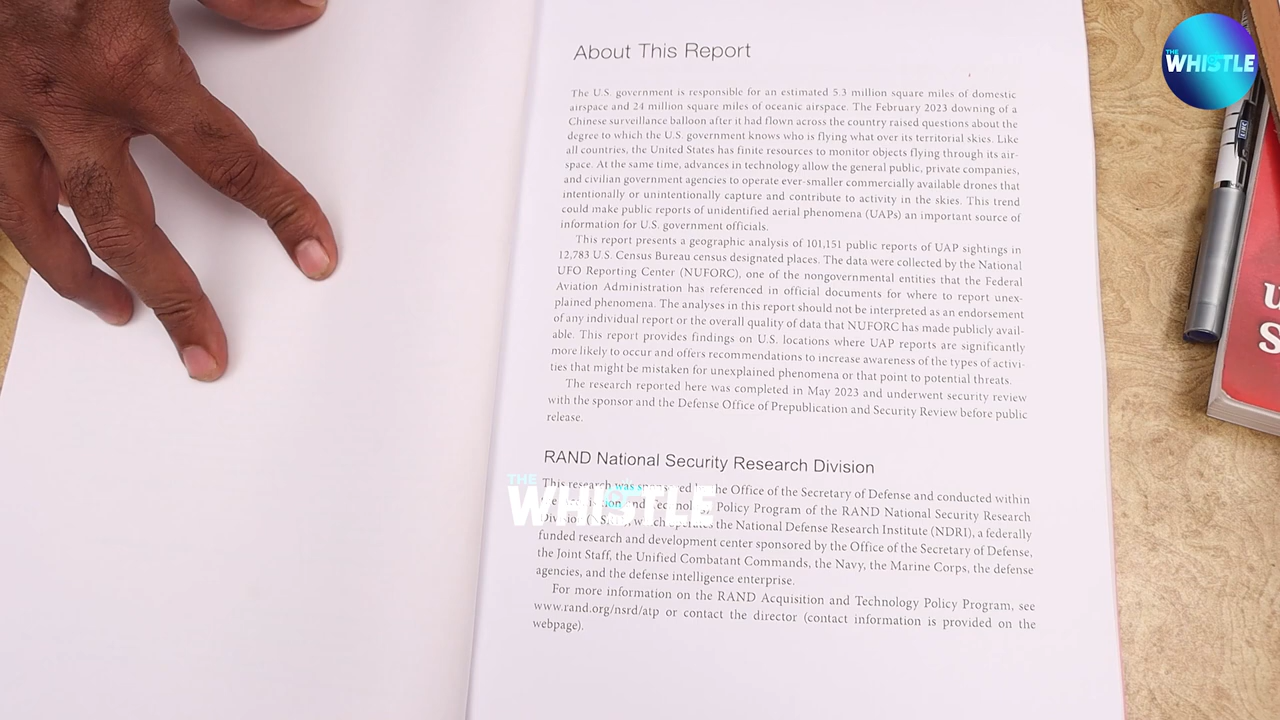 About This Report
The U.S. government is responsible for an estimated 5.3 million square miles of domestic
airspace and 24 million square miles of oceanic airspace. The February 2023 downing of a
Chinese surveillance balloon after it had flown across the country raised questions about the
degree to which the U.S. government knows who is flying what over its territorial skies. Like
all countries, the United States has finite resources to monitor objects flying through its air-
space. At the same time, advances in technology allow the general public, private companies,
and civilian government agencies to operate ever-smaller commercially available drones that
intentionally or unintentionally capture and contribute to activity in the skies. This trend
could make public reports of unidentified aerial phenomena (UAPs) an important source of
information for U.S. government officials.
This report presents a geographic analysis of 101,151 public reports of UAP sightings in
12,783 U.S. Census Bureau census designated places. The data were collected by the National
UFO Reporting Center (NUFORC), one of the nongovernmental entities that the Federal
Aviation Administration has referenced in official documents for where to report unex-
plained phenomena. The analyses in this report should not be interpreted as an endorsement
of any individual report or the overall quality of data that NUFORC has made publicly avail-
able. This report provides findings on U.S. locations where UAP reports are significantly
more likely to occur and offers recommendations to increase awareness of the types of activi-
ties that might be mistaken for unexplained phenomena or that point to potential threats.
The research reported here was completed in May 2023 and underwent security review
with the sponsor and the Defense Office of Prepublication and Security Review before public
release.
RAND National Security Research Division
This research was sponsored by the Office of the Secretary of Defense and conducted within
and Technology Policy Program of the RAND National Security Research
Division which operates the National Defense Research Institute (NDRI), a federally
funded research and development center sponsored by the Office of the Secretary of Defense,
the Joint Staff, the Unified Combatant Commands, the Navy, the Marine Corps, the defense
agencies, and the defense intelligence enterprise.
For more information on the RAND Acquisition and Technology Policy Program, see
www.rand.org/nsrd/atp or contact the director (contact information is provided on the
webpage).
THE
WHISTLE
THE
WHISTLE